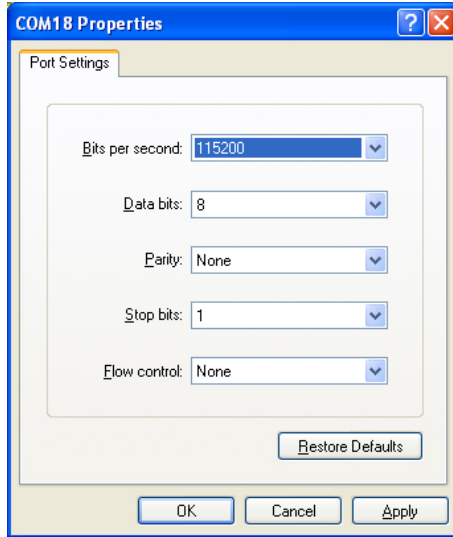 COM18 Properties
Port Settings
Bits per second: 115200
Data bits: 8
Parity: None
Stop bits: 1
Flow control: None
Restore Defaults
OK Cancel Apply